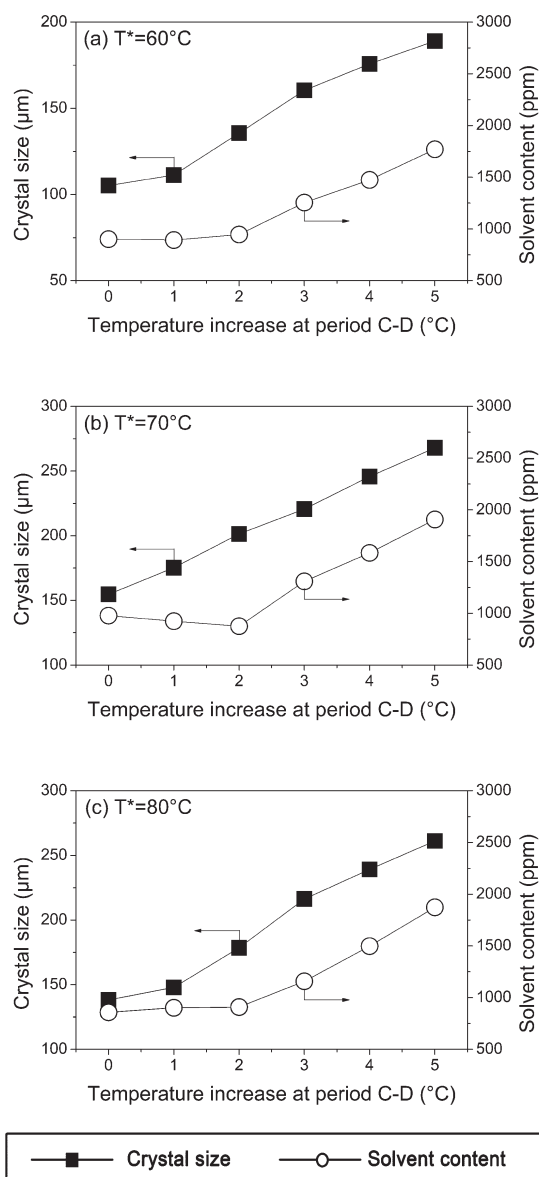 (a) T*=60°C
Crystal size (µm)
200
150
100
50
Solvent content (ppm)
3000
2500
2000
1500
1000
500
0 1 2 3 4 5
Temperature increase at period C-D (°C)
(b) T*=70°C
Crystal size (µm)
300
250
200
150
100
Solvent content (ppm)
3000
2500
2000
1500
1000
500
0 1 2 3 4 5
Temperature increase at period C-D (°C)
(c) T*=80°C
Crystal size (µm)
300
250
200
150
100
Solvent content (ppm)
3000
2500
2000
1500
1000
500
0 1 2 3 4 5
Temperature increase at period C-D (°C)
Crystal size
Solvent content